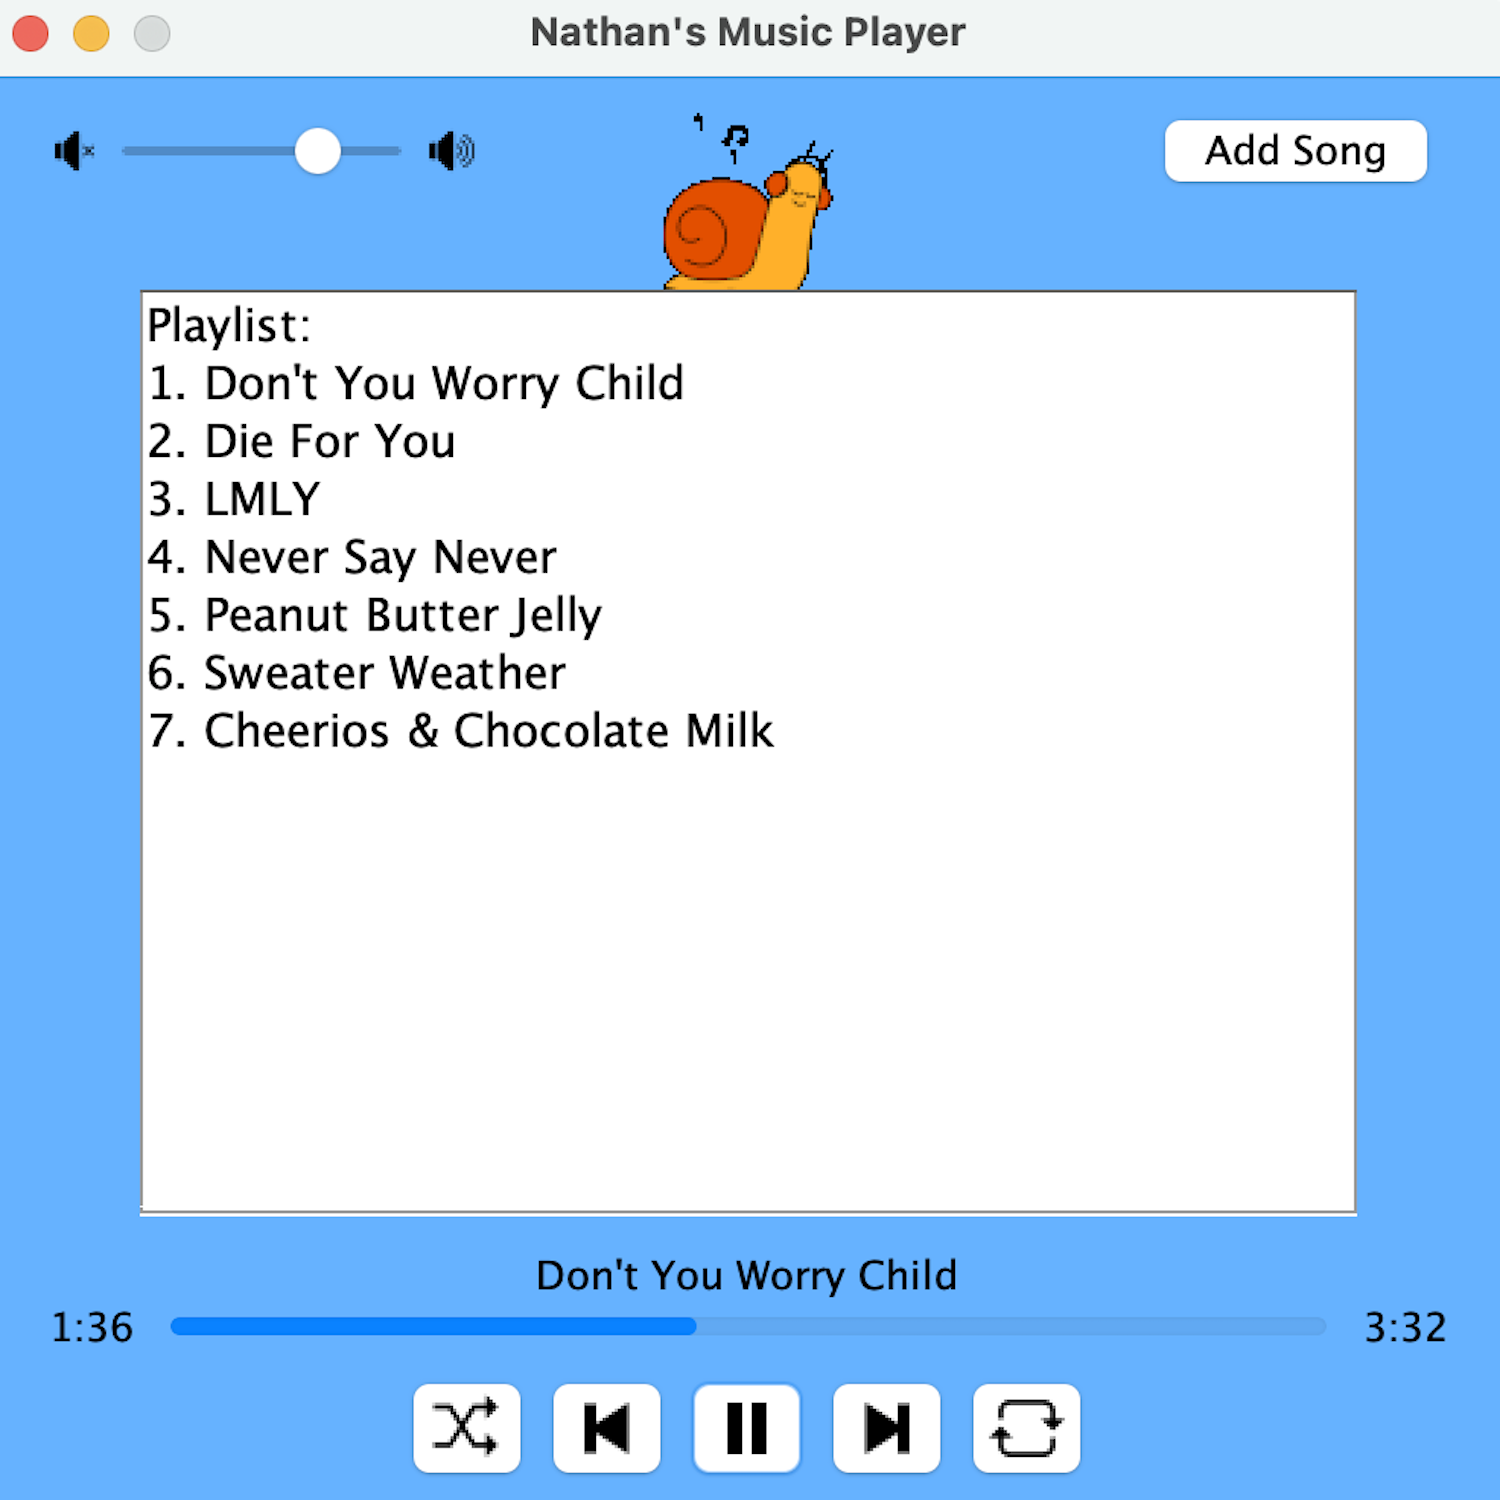 Nathan's Music Player
Add Song
Playlist:
1. Don't You Worry Child
2. Die For You
3. LMLY
4. Never Say Never
5. Peanut Butter Jelly
6. Sweater Weather
7. Cheerios & Chocolate Milk
Don't You Worry Child
1:36 3:32